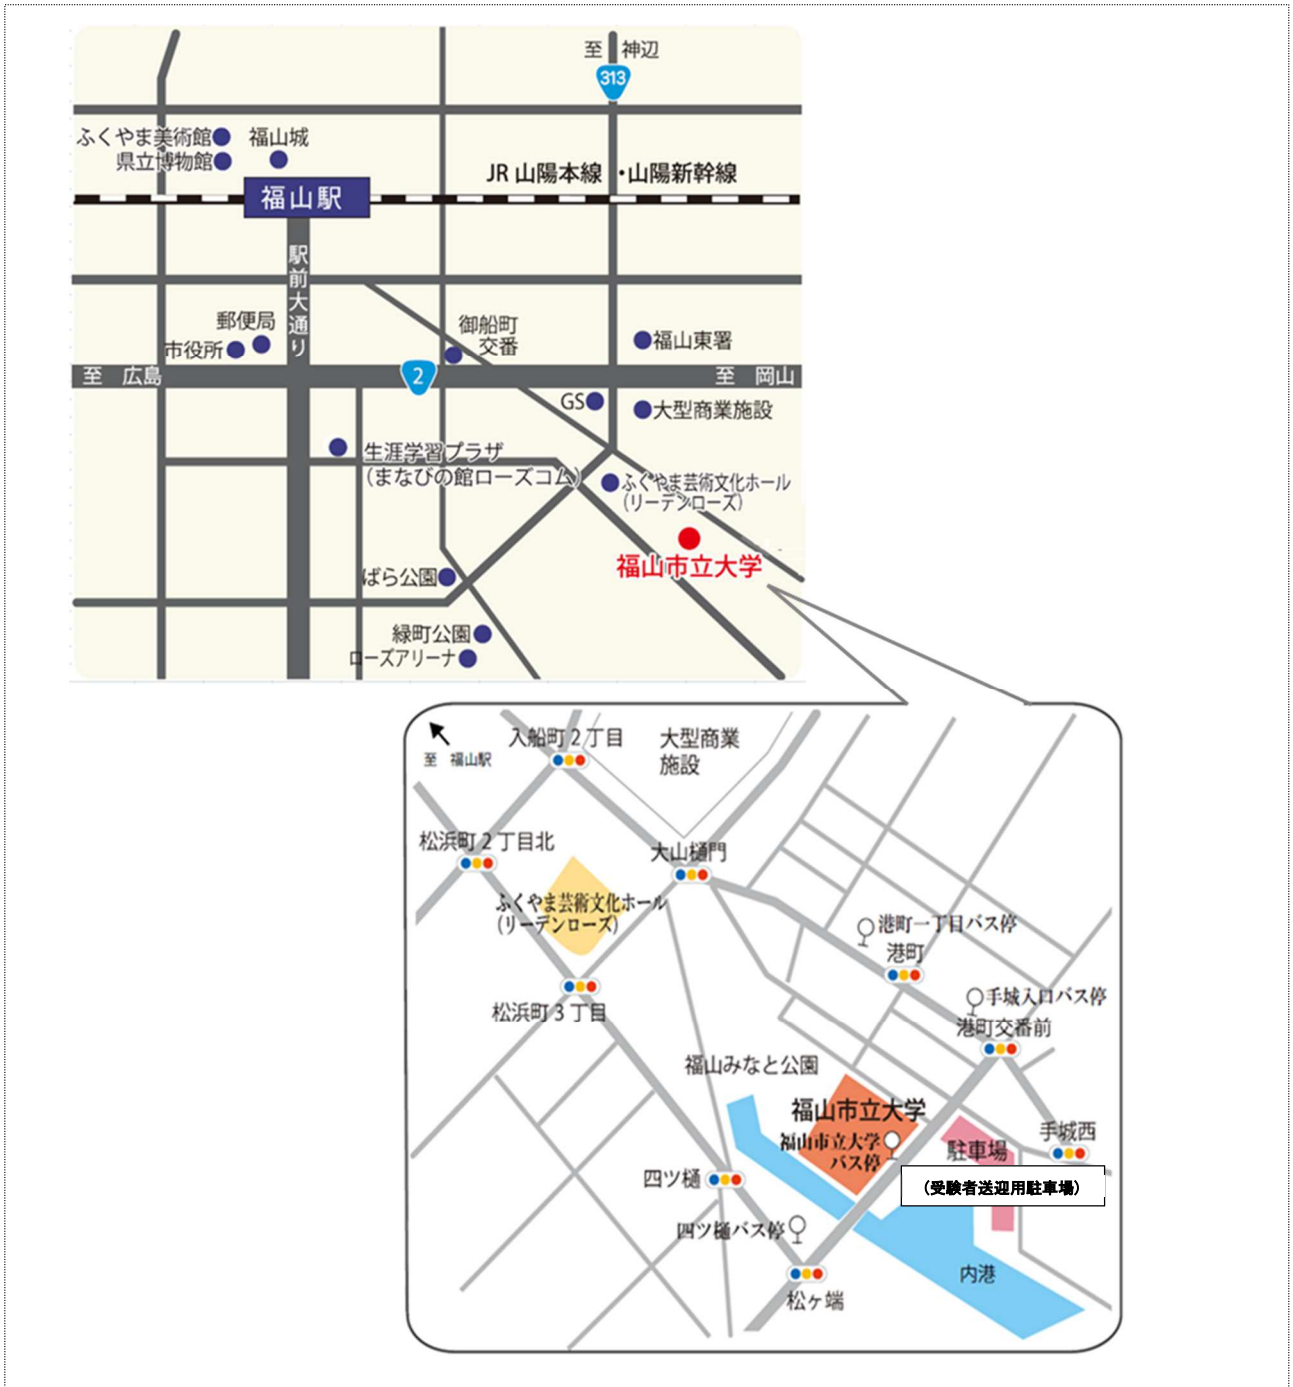 至 神辺
313
ふくやま美術館
福山城
県立博物館
JR 山陽本線・山陽新幹線
福山駅
駅前大通り
郵便局
市役所
御船町
交番
福山東署
至 広島
2
至 岡山
GS
大型商業施設
生涯学習プラザ
(まなびの館ローズコム)
ふくやま芸術文化ホール
(リーデンローズ)
福山市立大学
ばら公園
緑町公園
ローズアリーナ
至 福山駅
入船町2丁目
大型商業
施設
松浜町2丁目北
大山樋門
ふくやま芸術文化ホール
(リーデンローズ)
港町一丁目バス停
港町
手城入口バス停
松浜町3丁目
港町交番前
福山みなと公園
福山市立大学
福山市立大学
バス停
駐車場
手城西
(受験者送迎用駐車場)
四ツ樋
四ツ樋バス停
内港
松ヶ端